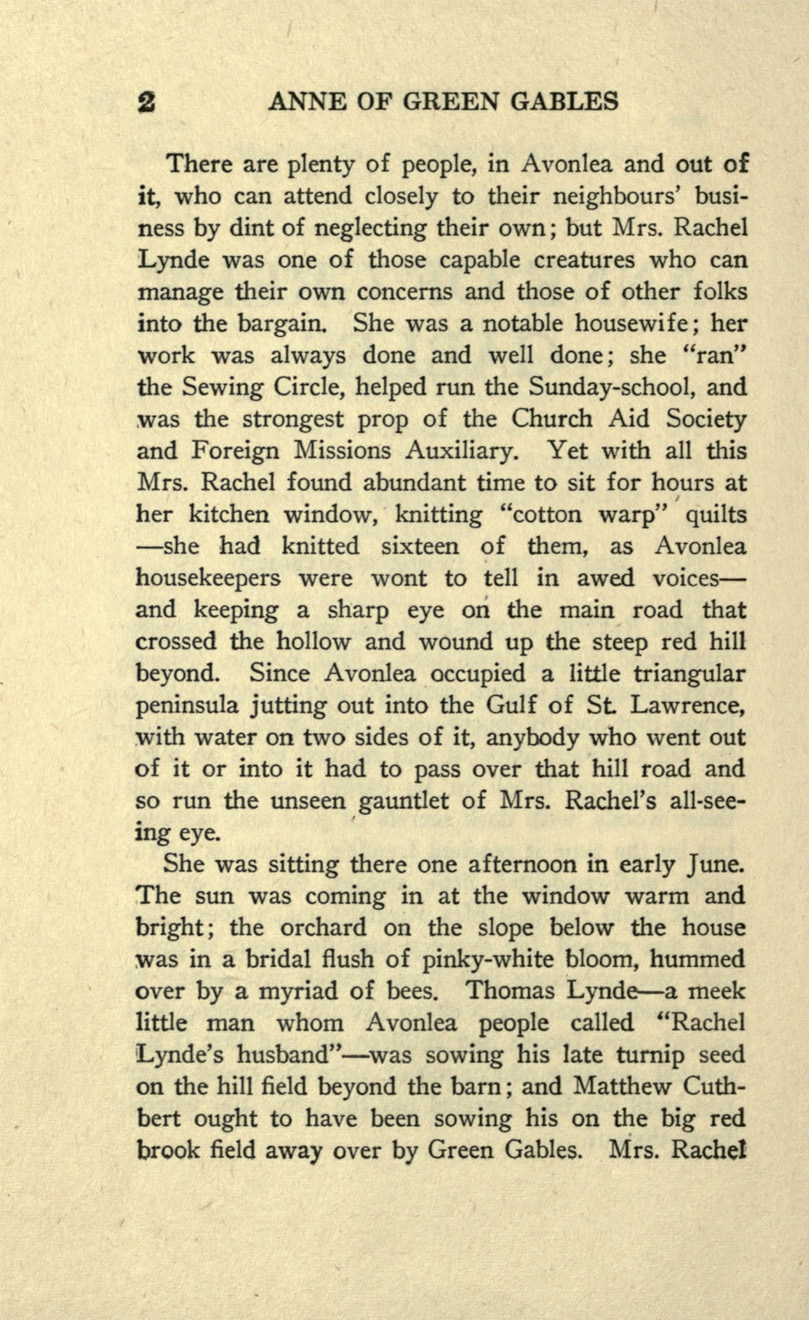 2 ANNE OF GREEN GABLES
There are plenty of people, in Avonlea and out of
it, who can attend closely to their neighbours' busi-
ness by dint of neglecting their own; but Mrs. Rachel
Lynde was one of those capable creatures who can
manage their own concerns and those of other folks
into the bargain. She was a notable housewife; her
work was always done and well done; she "ran"
the Sewing Circle, helped run the Sunday-school, and
was the strongest prop of the Church Aid Society
and Foreign Missions Auxiliary. Yet with all this
Mrs. Rachel found abundant time to sit for hours at
her kitchen window, knitting "cotton warp" quilts
—she had knitted sixteen of them, as Avonlea
housekeepers were wont to tell in awed voices—
and keeping a sharp eye on the main road that
crossed the hollow and wound up the steep red hill
beyond. Since Avonlea occupied a little triangular
peninsula jutting out into the Gulf of St. Lawrence,
with water on two sides of it, anybody who went out
of it or into it had to pass over that hill road and
so run the unseen gauntlet of Mrs. Rachel's all-see-
ing eye.
She was sitting there one afternoon in early June.
The sun was coming in at the window warm and
bright; the orchard on the slope below the house
was in a bridal flush of pinky-white bloom, hummed
over by a myriad of bees. Thomas Lynde—a meek
little man whom Avonlea people called "Rachel
Lynde's husband"—was sowing his late turnip seed
on the hill field beyond the barn; and Matthew Cuth-
bert ought to have been sowing his on the big red
brook field away over by Green Gables. Mrs. Rachel